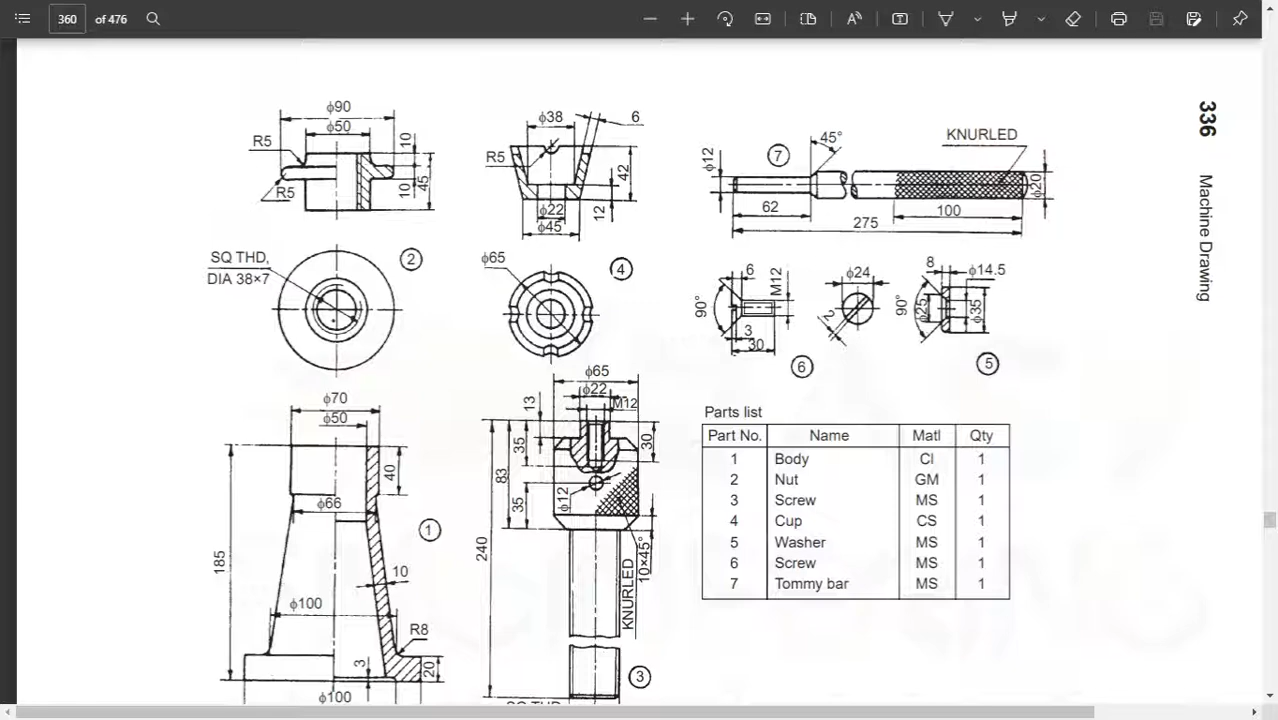 360 of 476
336
Machine Drawing
ϕ90
ϕ50
R5
R5
10
10
45
SQ THD,
DIA 38×7
2
ϕ38
6
R5
42
12
ϕ22
ϕ45
ϕ65
4
KNURLED
45°
7
ϕ12
ϕ20
62
100
275
6
M12
90°
3
30
ϕ24
2
6
8
ϕ14.5
90°
ϕ25
ϕ35
5
ϕ70
ϕ50
40
ϕ66
1
185
10
ϕ100
R8
3
20
ϕ100
ϕ65
ϕ22
M12
13
35
30
83
ϕ12
35
240
KNURLED
10×45°
3
Parts list
Part No. Name Matl Qty
1 Body CI 1
2 Nut GM 1
3 Screw MS 1
4 Cup CS 1
5 Washer MS 1
6 Screw MS 1
7 Tommy bar MS 1